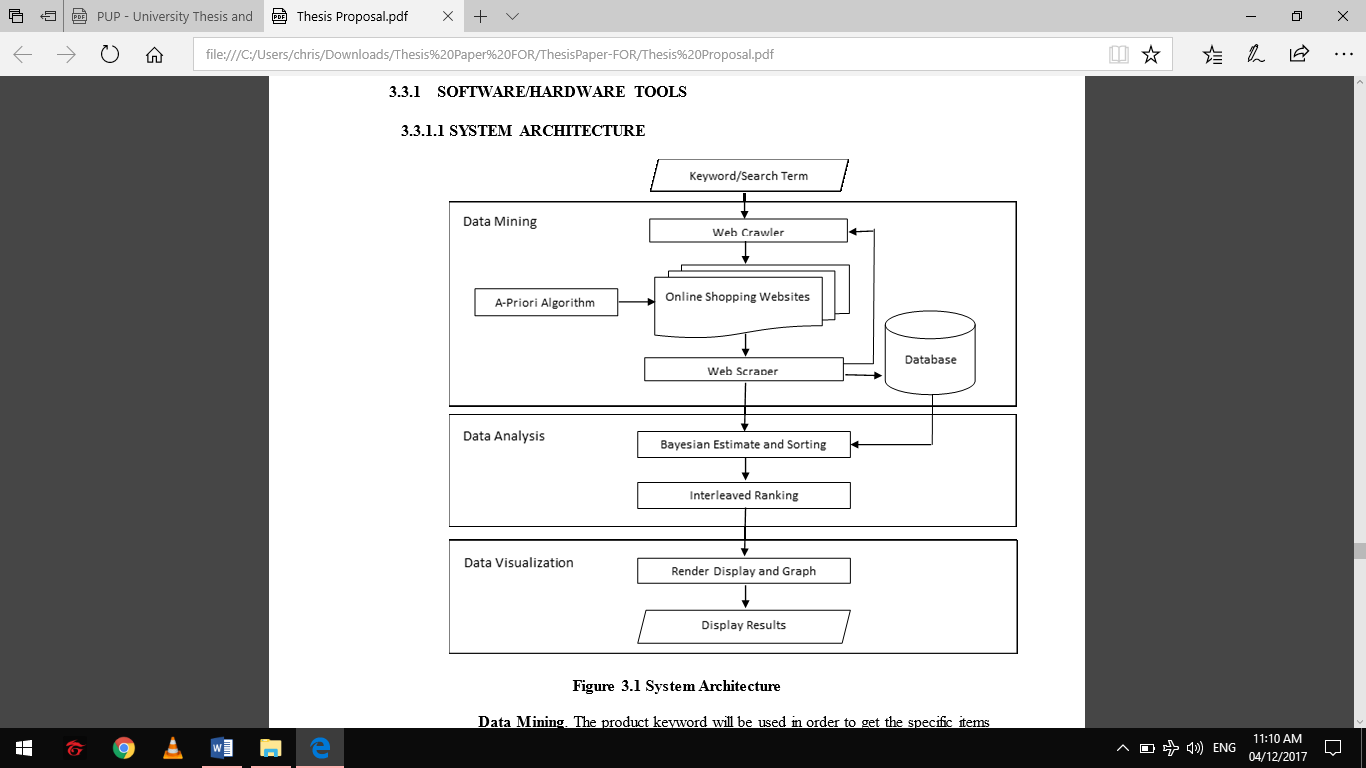 PUP - University Thesis and
Thesis Proposal.pdf
file:///C:/Users/chris/Downloads/Thesis%20Paper%20FOR/ThesisPaper-FOR/Thesis%20Proposal.pdf
3.3.1 SOFTWARE/HARDWARE TOOLS
3.3.1.1 SYSTEM ARCHITECTURE
Keyword/Search Term
Data Mining
Web Crawler
A-Priori Algorithm
Online Shopping Websites
Database
Web Scraper
Data Analysis
Bayesian Estimate and Sorting
Interleaved Ranking
Data Visualization
Render Display and Graph
Display Results
Figure 3.1 System Architecture
Data Mining. The product keyword will be used in order to get the specific items
ENG
11:10 AM
04/12/2017